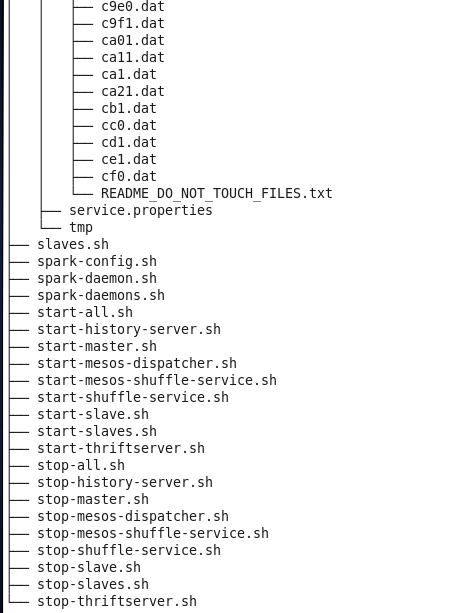 │   │   │   ├── c9e0.dat
│   │   │   ├── c9f1.dat
│   │   │   ├── ca01.dat
│   │   │   ├── ca11.dat
│   │   │   ├── ca1.dat
│   │   │   ├── ca21.dat
│   │   │   ├── cb1.dat
│   │   │   ├── cc0.dat
│   │   │   ├── cd1.dat
│   │   │   ├── ce1.dat
│   │   │   ├── cf0.dat
│   │   │   └── README_DO_NOT_TOUCH_FILES.txt
│   │   ├── service.properties
│   │   └── tmp
├── slaves.sh
├── spark-config.sh
├── spark-daemon.sh
├── spark-daemons.sh
├── start-all.sh
├── start-history-server.sh
├── start-master.sh
├── start-mesos-dispatcher.sh
├── start-mesos-shuffle-service.sh
├── start-shuffle-service.sh
├── start-slave.sh
├── start-slaves.sh
├── start-thriftserver.sh
├── stop-all.sh
├── stop-history-server.sh
├── stop-master.sh
├── stop-mesos-dispatcher.sh
├── stop-mesos-shuffle-service.sh
├── stop-shuffle-service.sh
├── stop-slave.sh
├── stop-slaves.sh
└── stop-thriftserver.sh